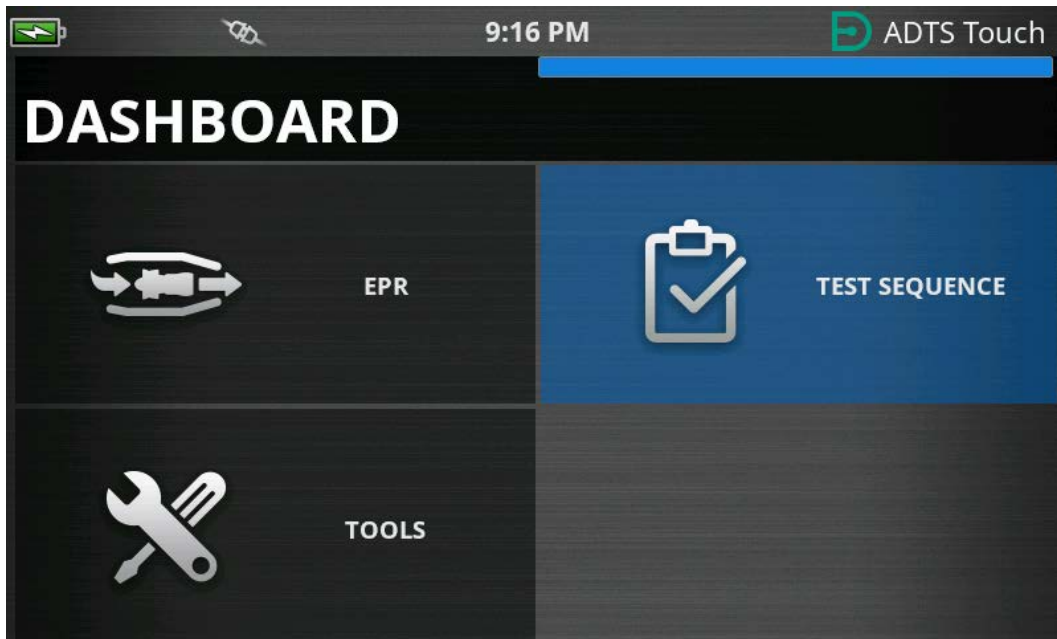 9:16 PM ADTS Touch
DASHBOARD
EPR
TEST SEQUENCE
TOOLS